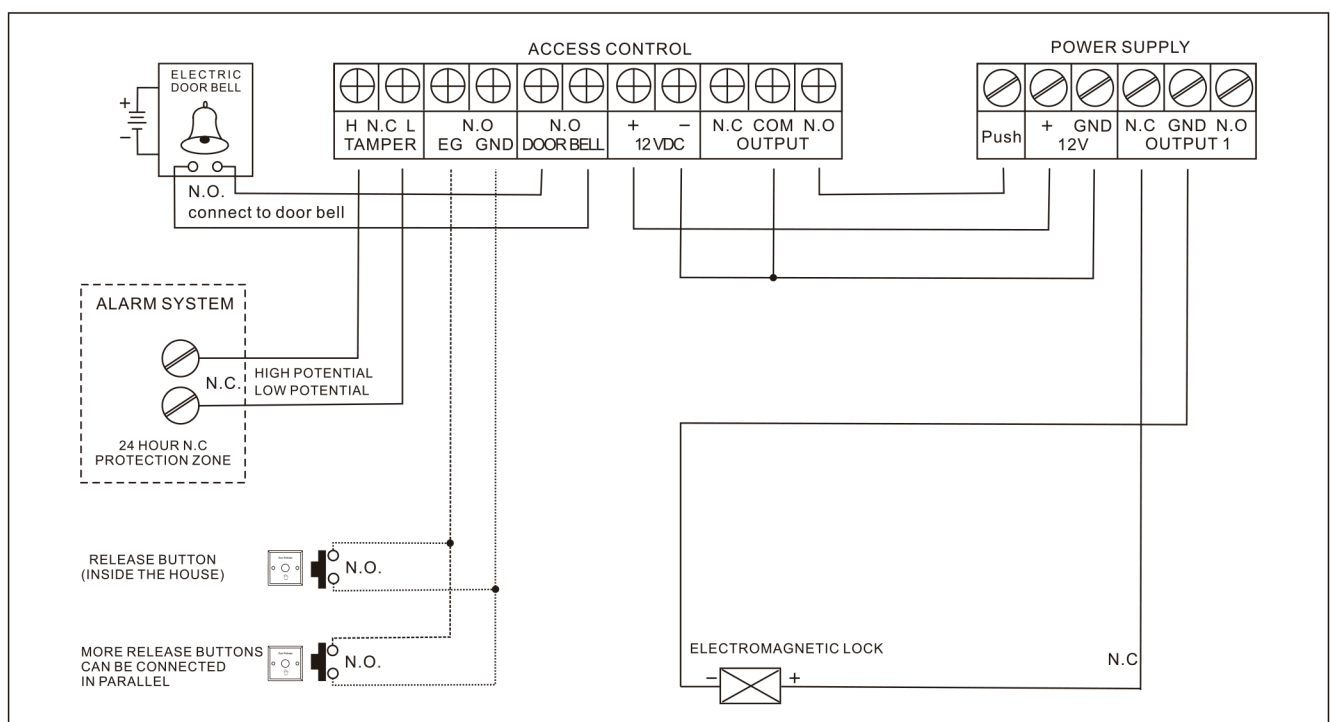 ACCESS CONTROL
POWER SUPPLY
ELECTRIC
DOOR BELL
+
−
H N.C L
TAMPER
N.O
EG GND
N.O
DOOR BELL
+ −
12 VDC
N.C COM N.O
OUTPUT
Push
+ GND
12V
N.C GND N.O
OUTPUT 1
N.O.
connect to door bell
ALARM SYSTEM
N.C.
HIGH POTENTIAL
LOW POTENTIAL
24 HOUR N.C
PROTECTION ZONE
RELEASE BUTTON
(INSIDE THE HOUSE)
N.O.
MORE RELEASE BUTTONS
CAN BE CONNECTED
IN PARALLEL
N.O.
ELECTROMAGNETIC LOCK
− +
N.C